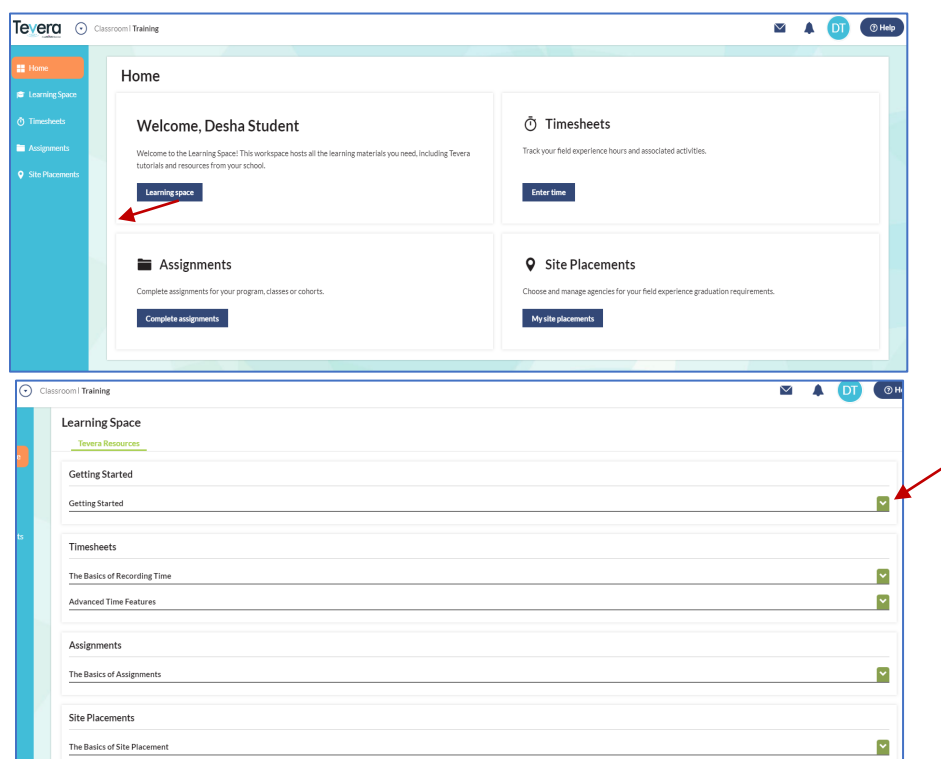 Tevera
Classroom | Training
DT
Help
Home
Learning Space
Timesheets
Assignments
Site Placements
Home
Welcome, Desha Student
Welcome to the Learning Space! This workspace hosts all the learning materials you need, including Tevera
tutorials and resources from your school.
Learning space
Timesheets
Track your field experience hours and associated activities.
Enter time
Assignments
Complete assignments for your program, classes or cohorts.
Complete assignments
Site Placements
Choose and manage agencies for your field experience graduation requirements.
My site placements
Classroom | Training
DT
He
e
ts
Learning Space
Tevera Resources
Getting Started
Getting Started
Timesheets
The Basics of Recording Time
Advanced Time Features
Assignments
The Basics of Assignments
Site Placements
The Basics of Site Placement